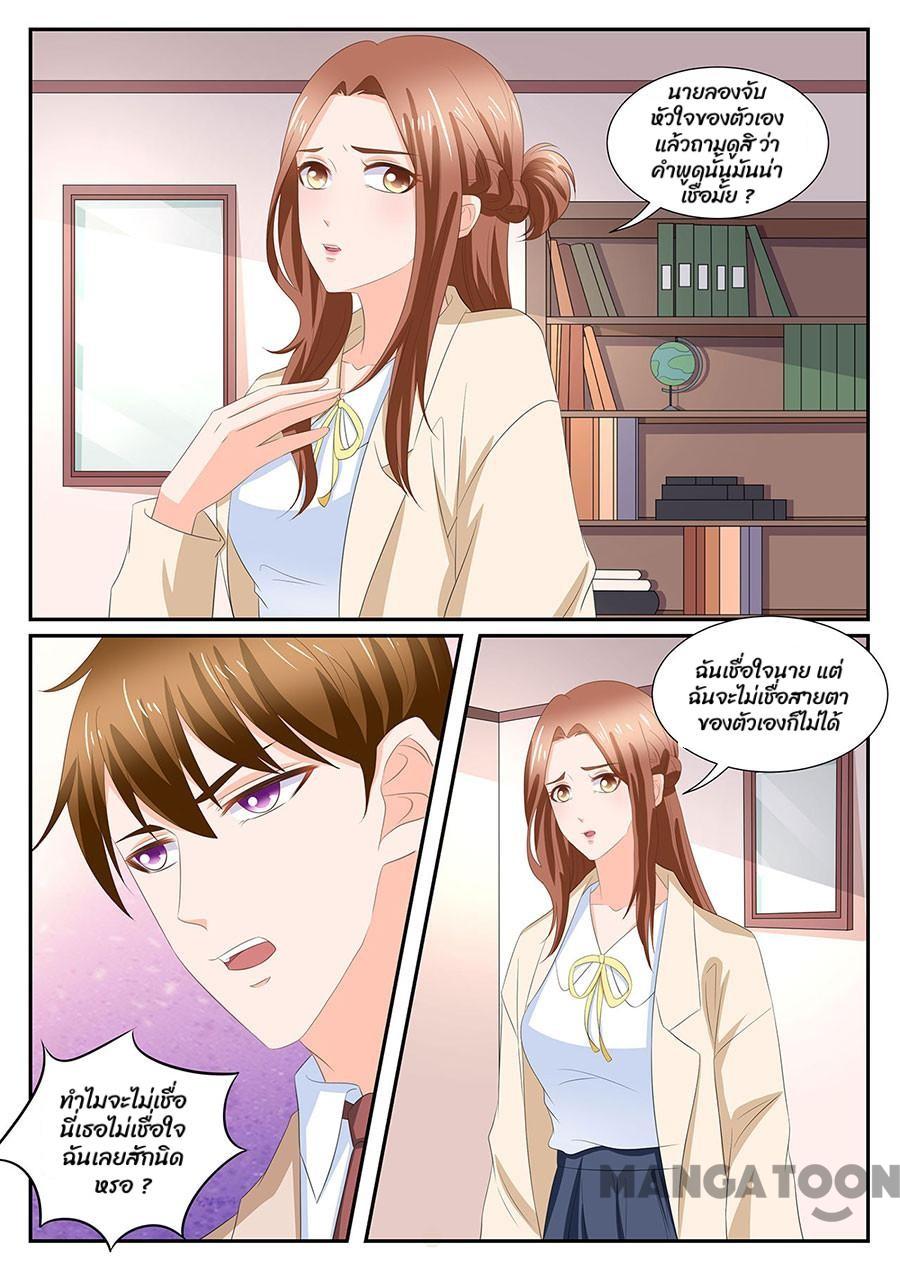 นายลองจับ
หัวใจของตัวเอง
แล้วถามดูสิ ว่า
คำพูดนั้นมันน่า
เชื่อมั้ย ?
ทำไมจะไม่เชื่อ
นี่เธอไม่เชื่อใจ
ฉันเลยสักนิด
หรอ ?
ฉันเชื่อใจนาย แต่
ฉันจะไม่เชื่อสายตา
ของตัวเองก็ไม่ได้
MANGATOON